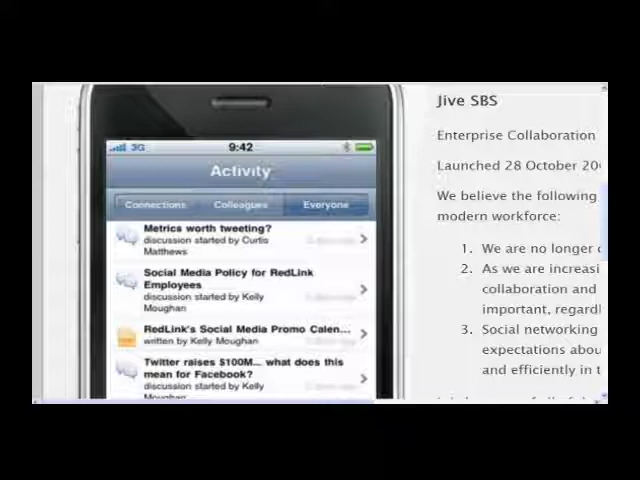 3G
9:42
Activity
Connections
Colleagues
Everyone
Metrics worth tweeting?
discussion started by Curtis
Matthews
Social Media Policy for RedLink
Employees
discussion started by Kelly
Moughan
RedLink's Social Media Promo Calen...
written by Kelly Moughan
Twitter raises $100M... what does this
mean for Facebook?
discussion started by Kelly
Moughan
Jive SBS
Enterprise Collaboration
Launched 28 October
We believe the following
modern workforce:
1. We are no longer
2. As we are
collaboration and
important,
3. Social networking
expectations
and efficiently in